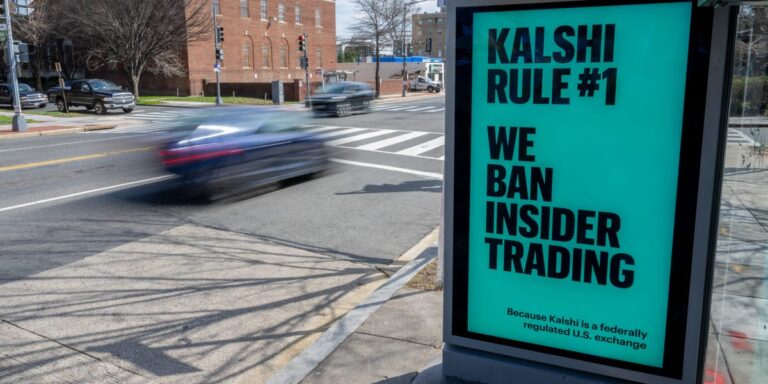 KALSHI
RULE #1
WE
BAN
INSIDER
TRADING
Because Kalshi is a federally
regulated U.S. exchange